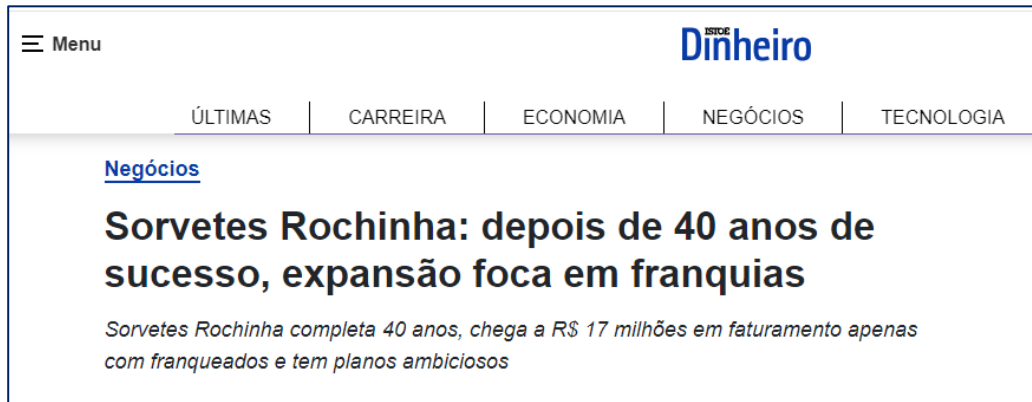 Menu
ISTOÉ
Dinheiro
ÚLTIMAS
CARREIRA
ECONOMIA
NEGÓCIOS
TECNOLOGIA
Negócios
Sorvetes Rochinha: depois de 40 anos de
sucesso, expansão foca em franquias
Sorvetes Rochinha completa 40 anos, chega a R$ 17 milhões em faturamento apenas
com franqueados e tem planos ambiciosos